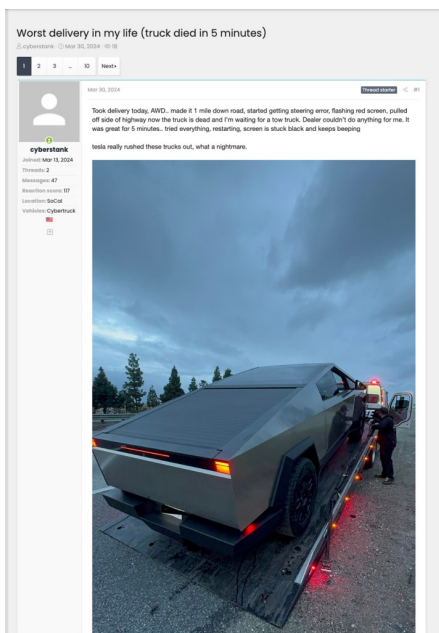 Worst delivery in my life (truck died in 5 minutes)
cyberstank · Mar 30, 2024 · 18
1 2 3 ... 10 Next
Mar 30, 2024 Thread starter #1
Took delivery today, AWD.. made it 1 mile down road, started getting steering error, flashing red screen, pulled
off side of highway now the truck is dead and I'm waiting for a tow truck. Dealer couldn't do anything for me. It
was great for 5 minutes.. tried everything, restarting, screen is stuck black and keeps beeping
tesla really rushed these trucks out, what a nightmare.
cyberstank
Joined: Mar 13, 2024
Threads: 2
Messages: 47
Reaction score: 117
Location: SoCal
Vehicles: Cybertruck